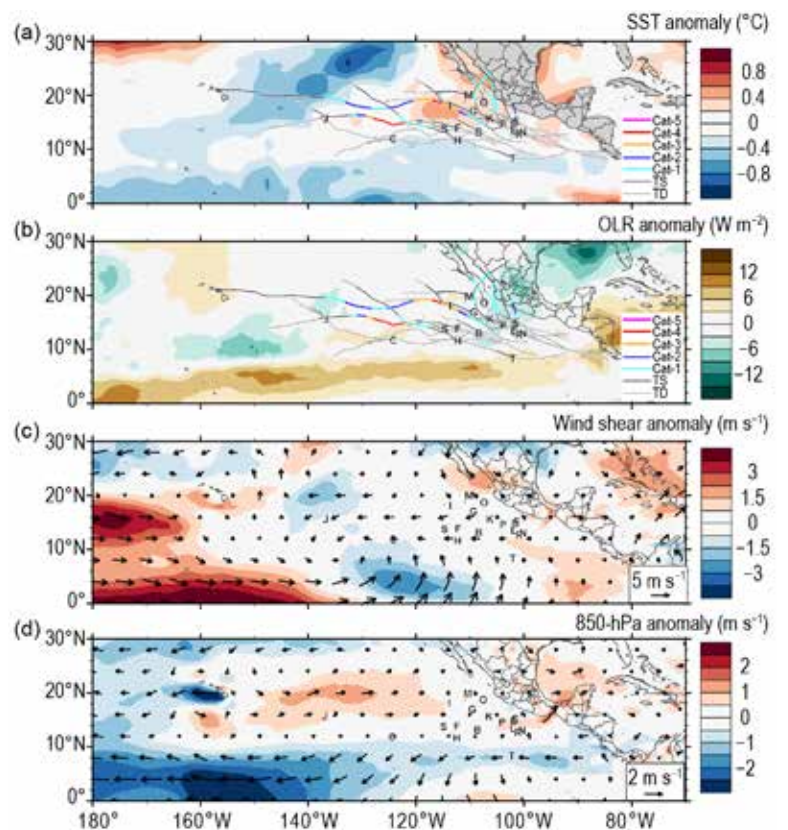 (a) SST anomaly (°C)
30°N
20°N
10°N
0°
J C M O I G K P B S F H T
Cat-5
Cat-4
Cat-3
Cat-2
Cat-1
TS
TD
0.8
0.4
0
−0.4
−0.8
(b) OLR anomaly (W m−2)
30°N
20°N
10°N
0°
J C M O I G K B S F H T
Cat-5
Cat-4
Cat-3
Cat-2
Cat-1
TS
TD
12
6
0
−6
−12
(c) Wind shear anomaly (m s−1)
30°N
20°N
10°N
0°
J M O I G K P S F H B T
5 m s−1
3
1.5
0
−1.5
−3
(d) 850-hPa anomaly (m s−1)
30°N
20°N
10°N
0°
J C M O I G K P S F H B T
2 m s−1
2
1
0
−1
−2
180° 160°W 140°W 120°W 100°W 80°W